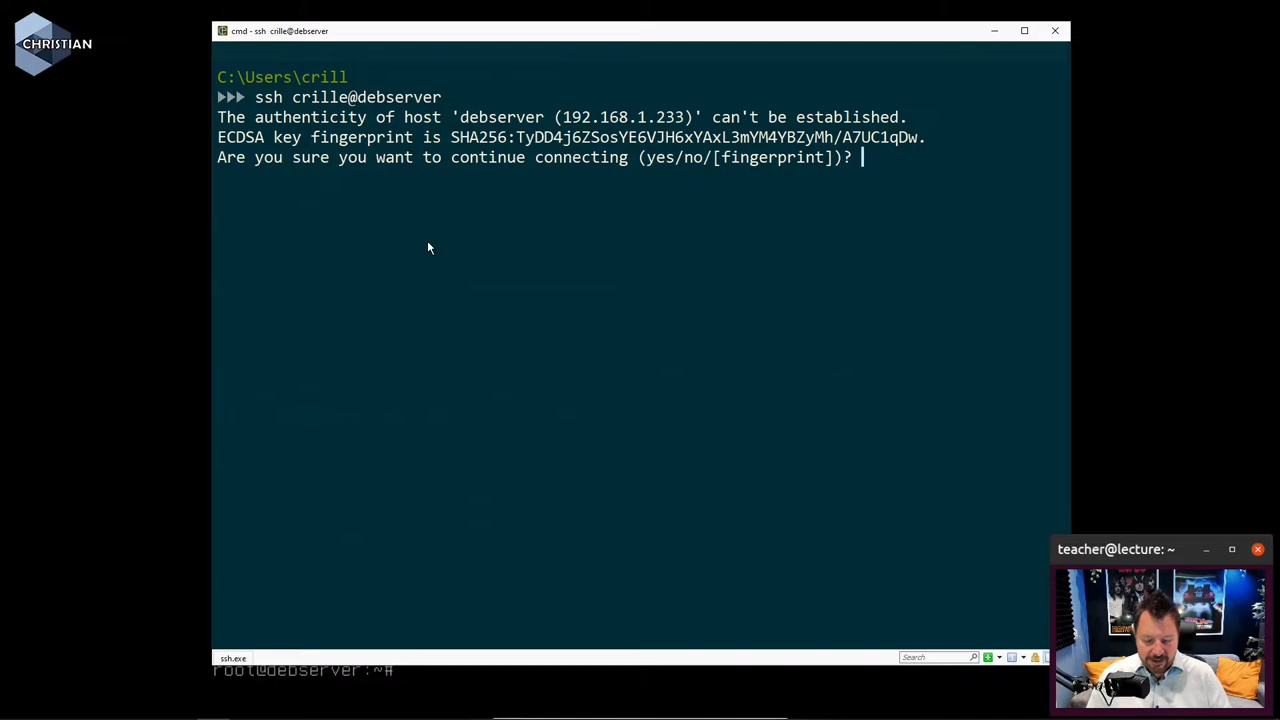 CHRISTIAN
cmd - ssh crille@debserver
C:\Users\crill
>>> ssh crille@debserver
The authenticity of host 'debserver (192.168.1.233)' can't be established.
ECDSA key fingerprint is SHA256:TyDD4j6ZSosYE6VJH6xYAxL3mYM4YBZyMh/A7UC1qDw.
Are you sure you want to continue connecting (yes/no/[fingerprint])?
teacher@lecture: ~
ssh.exe
Search
root@debserver:~#